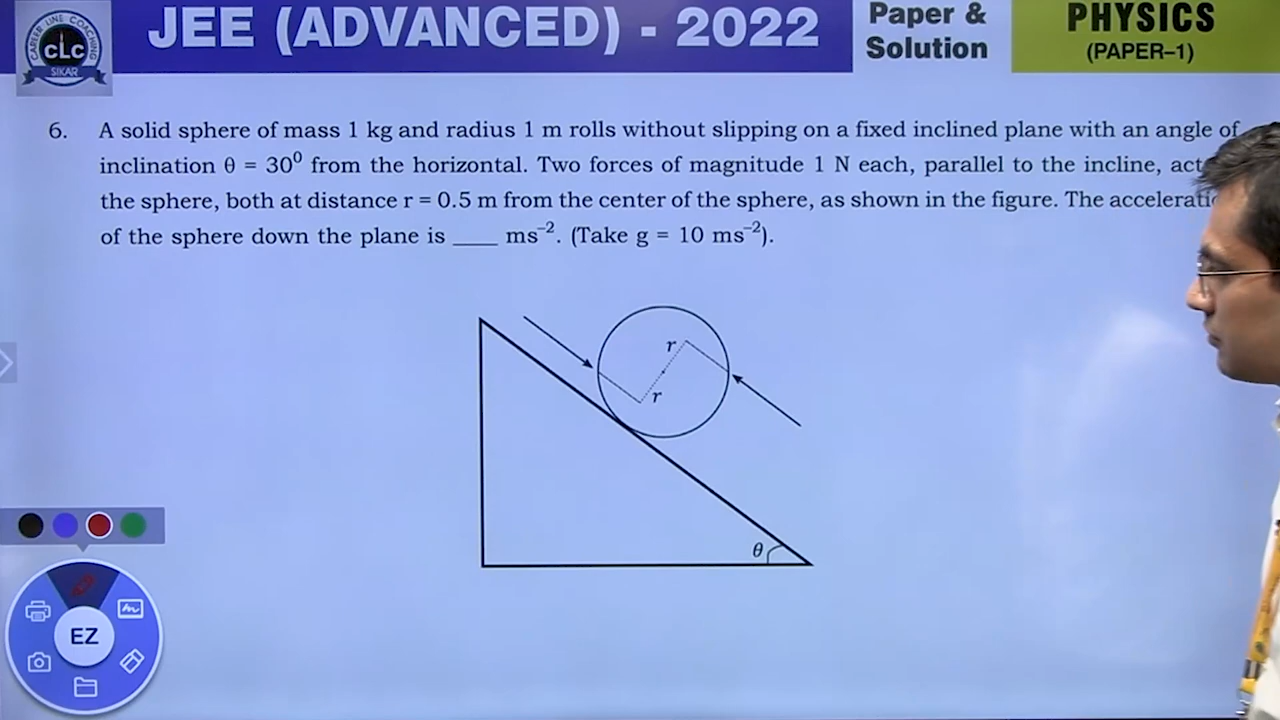 CAREER LINE COACHING
CLC
SIKAR
JEE (ADVANCED) - 2022
Paper &
Solution
PHYSICS
(PAPER–1)
6. A solid sphere of mass 1 kg and radius 1 m rolls without slipping on a fixed inclined plane with an angle of
inclination θ = 30⁰ from the horizontal. Two forces of magnitude 1 N each, parallel to the incline, act
the sphere, both at distance r = 0.5 m from the center of the sphere, as shown in the figure. The
of the sphere down the plane is ____ ms⁻². (Take g = 10 ms⁻²).
r
r
θ
EZ